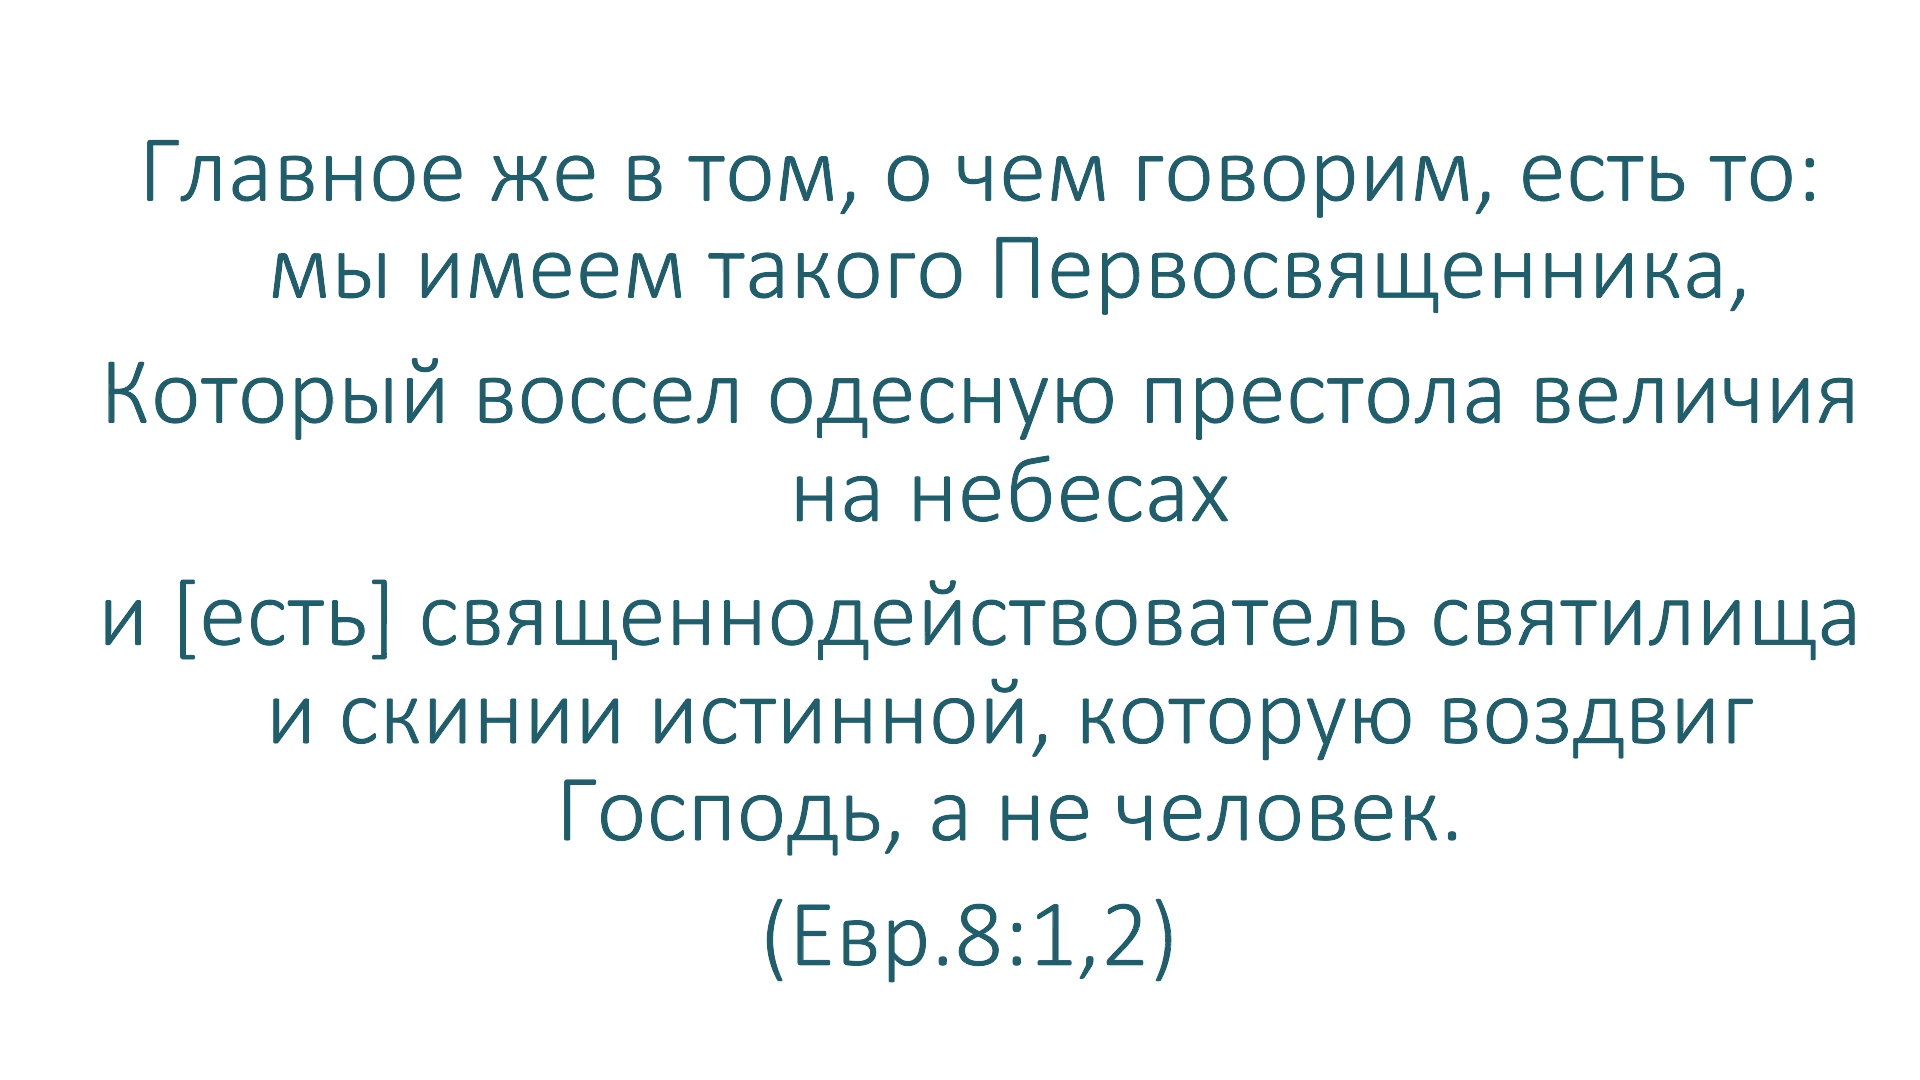 Главное же в том, о чем говорим, есть то:
мы имеем такого Первосвященника,
Который воссел одесную престола величия
на небесах
и [есть] священнодействователь святилища
и скинии истинной, которую воздвиг
Господь, а не человек.
(Евр.8:1,2)